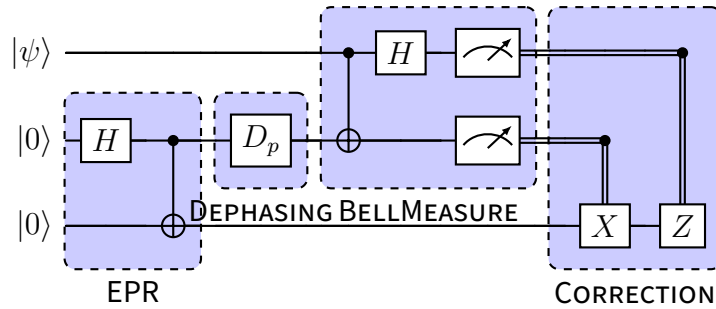 |ψ⟩ H
|0⟩ H D_p
DEPHASING BELLMEASURE
|0⟩ X Z
EPR CORRECTION